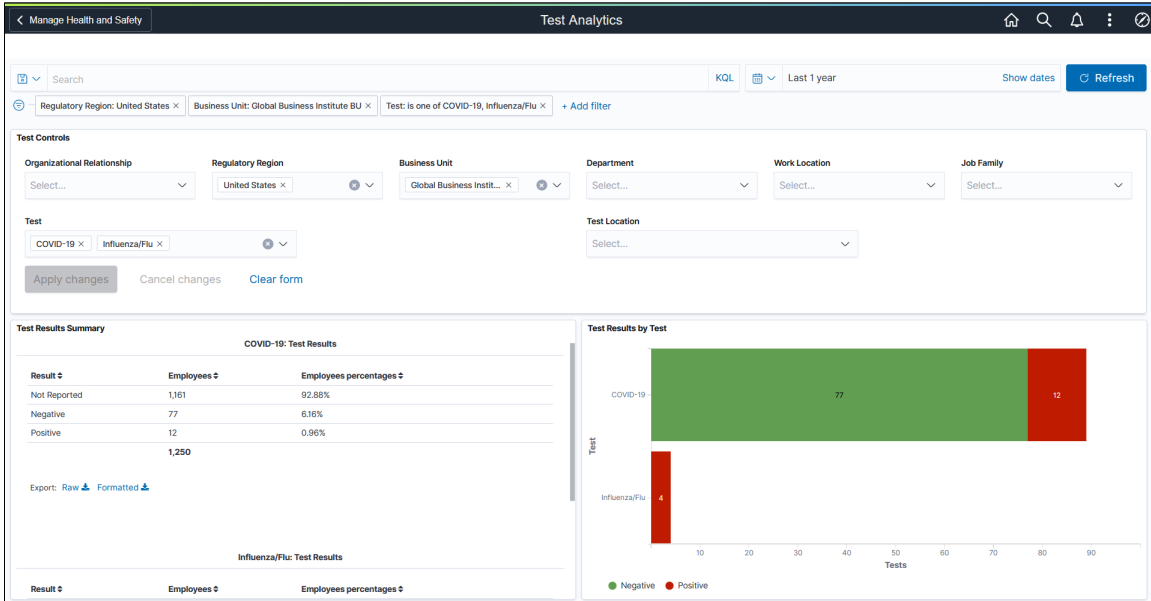 Manage Health and Safety
Test Analytics
Search
KQL
Last 1 year
Show dates
Refresh
Regulatory Region: United States ×
Business Unit: Global Business Institute BU ×
Test: is one of COVID-19, Influenza/Flu ×
+ Add filter
Test Controls
Organizational Relationship
Regulatory Region
Business Unit
Department
Work Location
Job Family
Select...
United States ×
Global Business Instit... ×
Select...
Select...
Select...
Test
Test Location
COVID-19 ×
Influenza/Flu ×
Select...
Apply changes
Cancel changes
Clear form
Test Results Summary
COVID-19: Test Results
Result Employees Employees percentages
Not Reported 1,161 92.88%
Negative 77 6.16%
Positive 12 0.96%
1,250
Export: Raw Formatted
Influenza/Flu: Test Results
Result Employees Employees percentages
Test Results by Test
COVID-19
77
12
Test
Influenza/Flu
4
10 20 30 40 50 60 70 80 90
Tests
Negative Positive